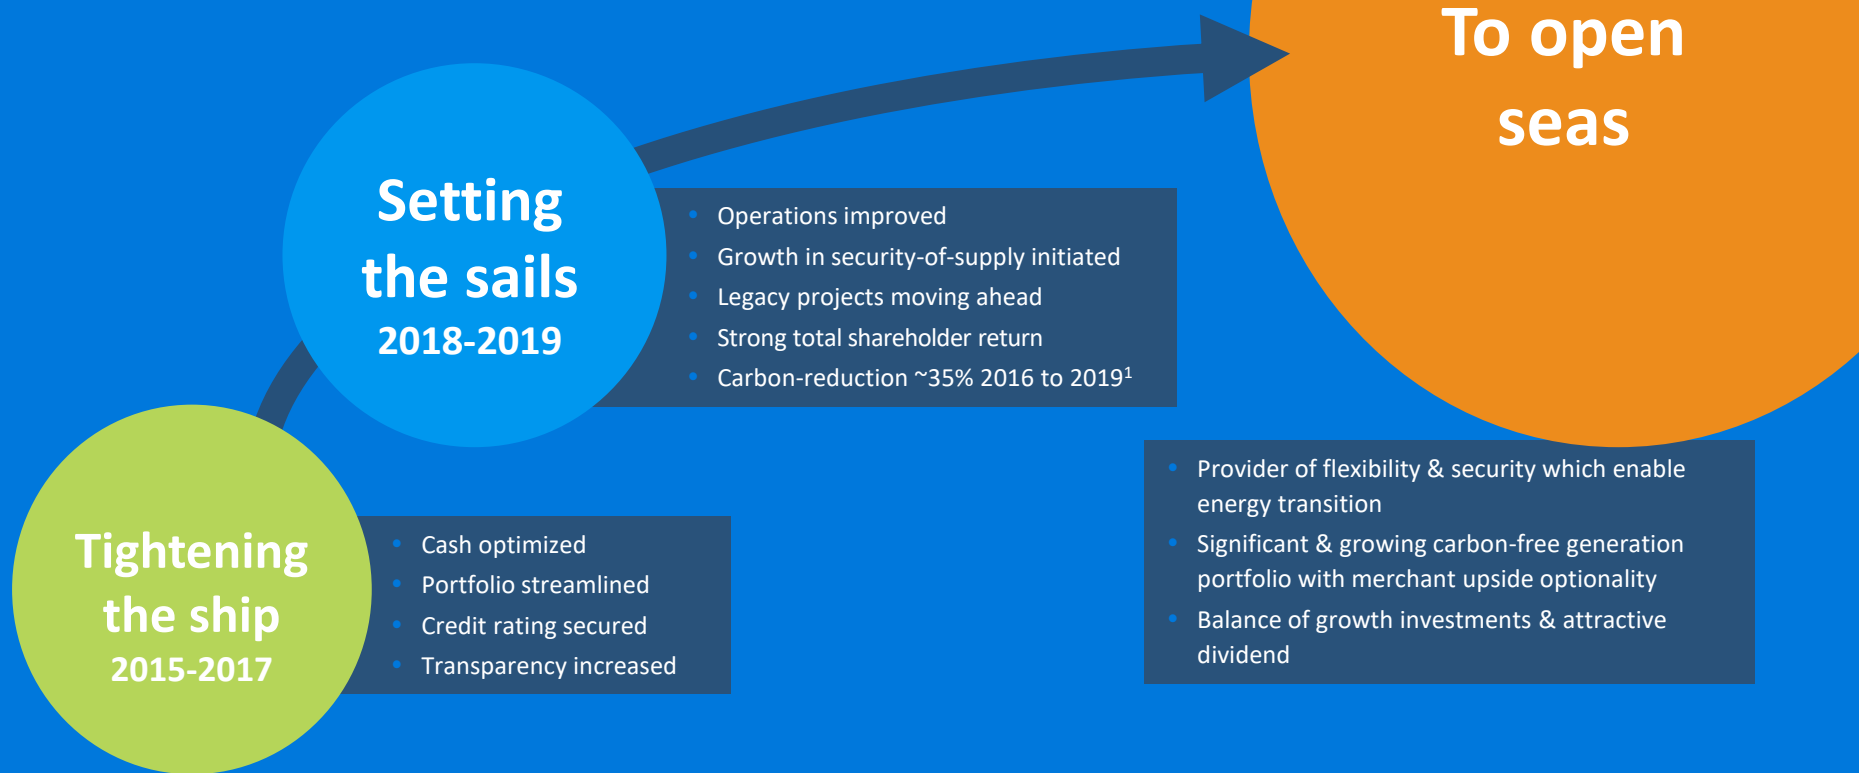 To open
seas
Setting
the sails
2018-2019
• Operations improved
• Growth in security-of-supply initiated
• Legacy projects moving ahead
• Strong total shareholder return
• Carbon-reduction ~35% 2016 to 2019¹
Tightening
the ship
2015-2017
• Cash optimized
• Portfolio streamlined
• Credit rating secured
• Transparency increased
• Provider of flexibility & security which enable
energy transition
• Significant & growing carbon-free generation
portfolio with merchant upside optionality
• Balance of growth investments & attractive
dividend